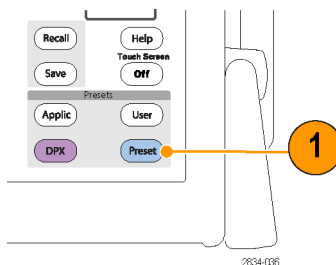 Recall
Help
Touch Screen
Save
Off
Presets
Applic
User
DPX
Preset
1
2834-036